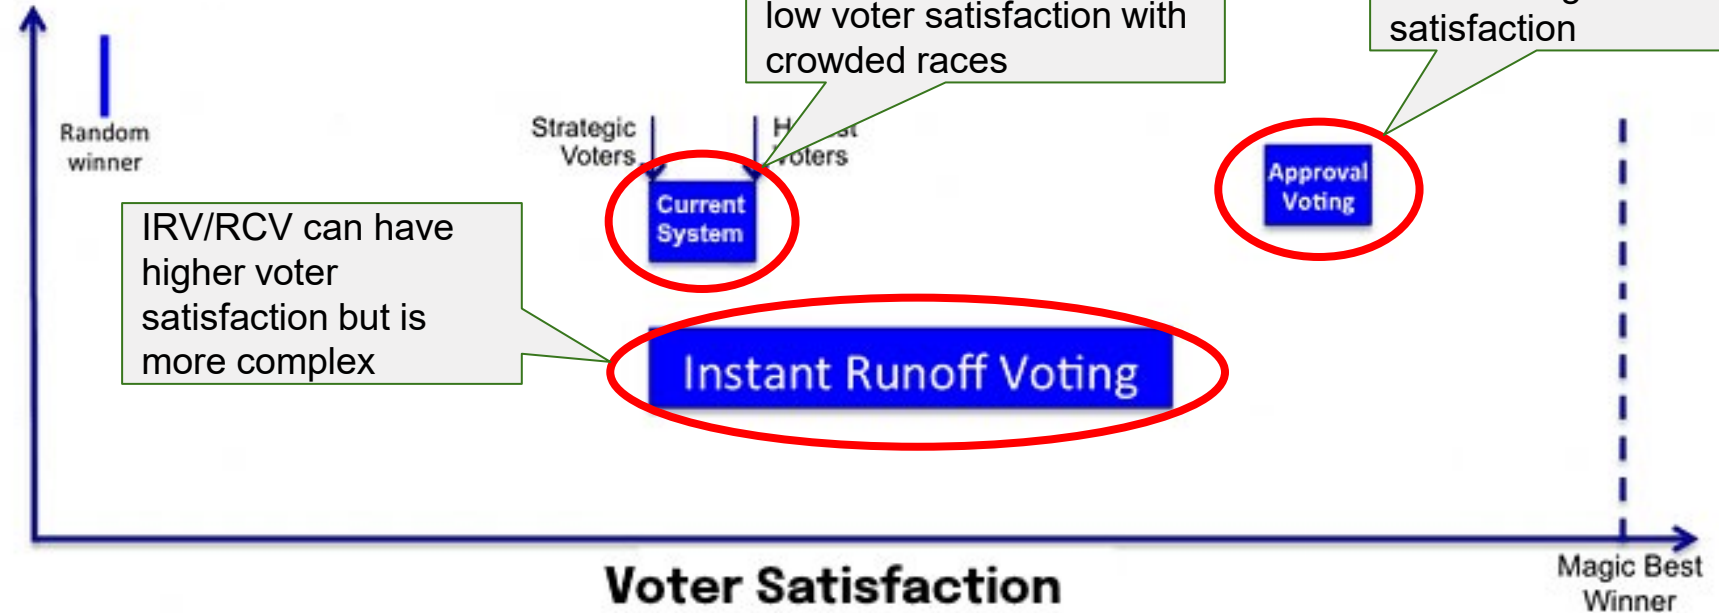 low voter satisfaction with
crowded races
satisfaction
Random
winner
Strategic
Voters
Voters
Approval
Voting
Current
System
IRV/RCV can have
higher voter
satisfaction but is
more complex
Instant Runoff Voting
Voter Satisfaction
Magic Best
Winner